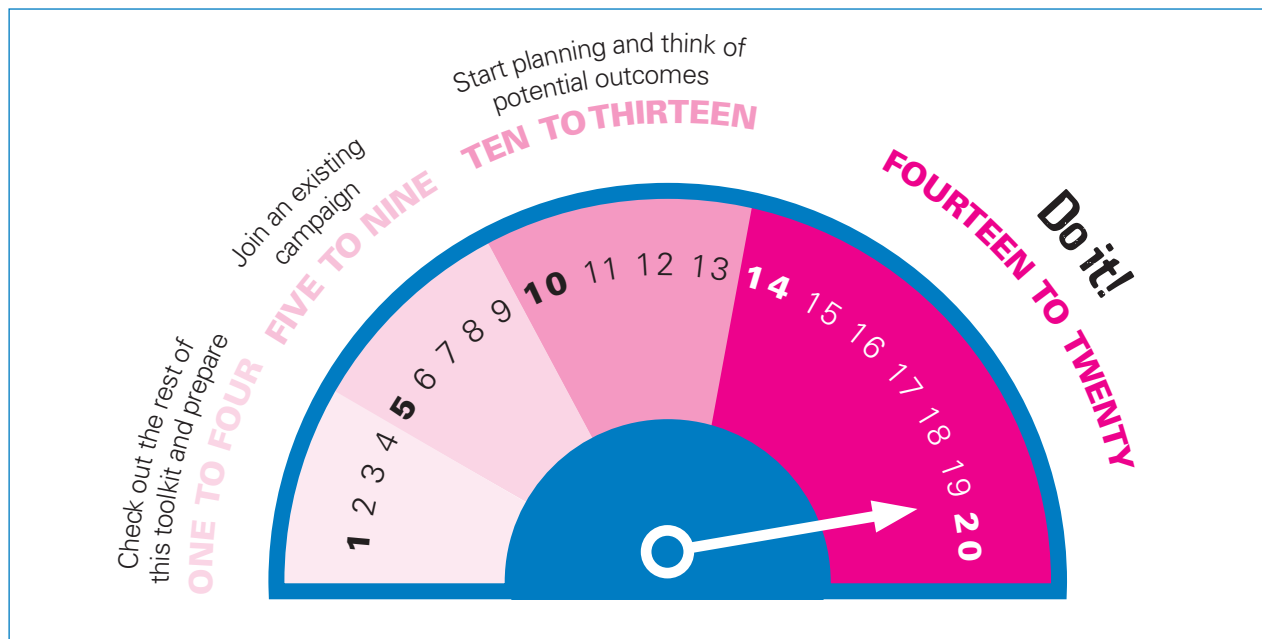 Check out the rest of
this toolkit and prepare
ONE TO FOUR
Join an existing
campaign
FIVE TO NINE
Start planning and think of
potential outcomes
TEN TO THIRTEEN
Do it!
FOURTEEN TO TWENTY
1 2 3 4 5 6 7 8 9 10 11 12 13 14 15 16 17 18 19 20